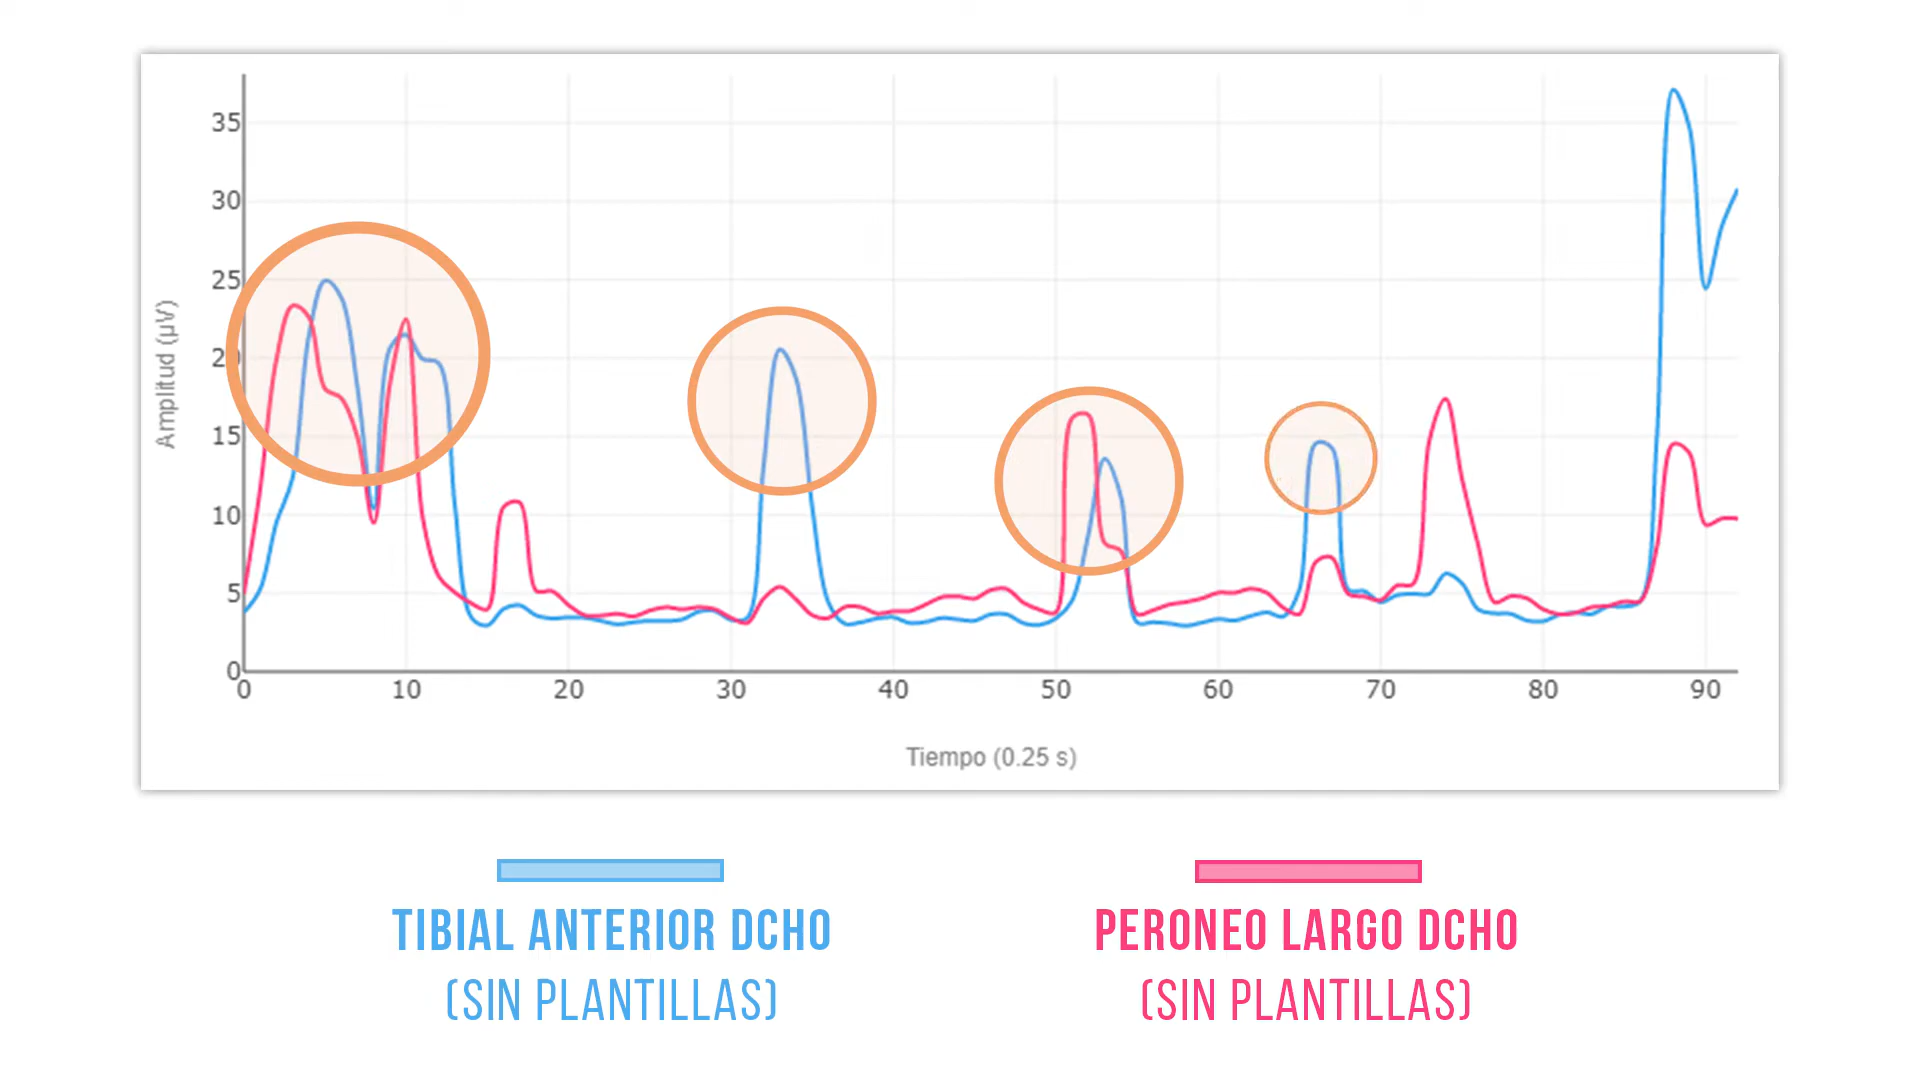 35
30
25
20
15
10
5
0
Amplitud (µV)
0 10 20 30 40 50 60 70 80 90
Tiempo (0.25 s)
TIBIAL ANTERIOR DCHO
(SIN PLANTILLAS)
PERONEO LARGO DCHO
(SIN PLANTILLAS)